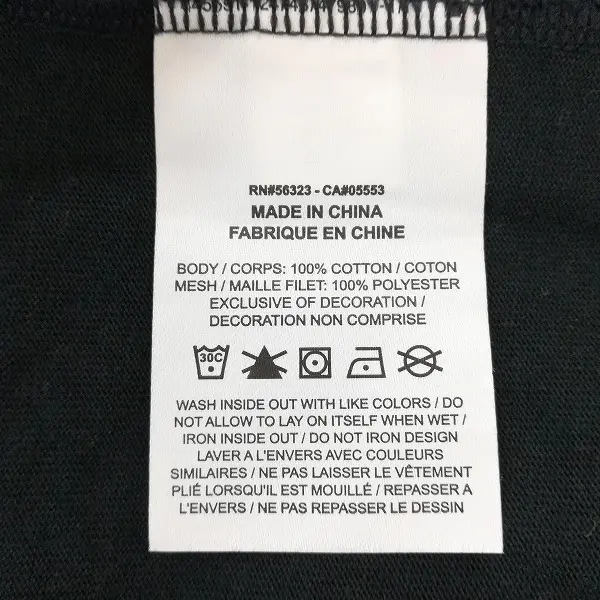 RN#56323 - CA#05553
MADE IN CHINA
FABRIQUE EN CHINE
BODY / CORPS: 100% COTTON / COTON
MESH / MAILLE FILET: 100% POLYESTER
EXCLUSIVE OF DECORATION /
DECORATION NON COMPRISE
30C
WASH INSIDE OUT WITH LIKE COLORS / DO
NOT ALLOW TO LAY ON ITSELF WHEN WET /
IRON INSIDE OUT / DO NOT IRON DESIGN
LAVER A L'ENVERS AVEC COULEURS
SIMILAIRES / NE PAS LAISSER LE VÊTEMENT
PLIÉ LORSQU'IL EST MOUILLÉ / REPASSER A
L'ENVERS / NE PAS REPASSER LE DESSIN